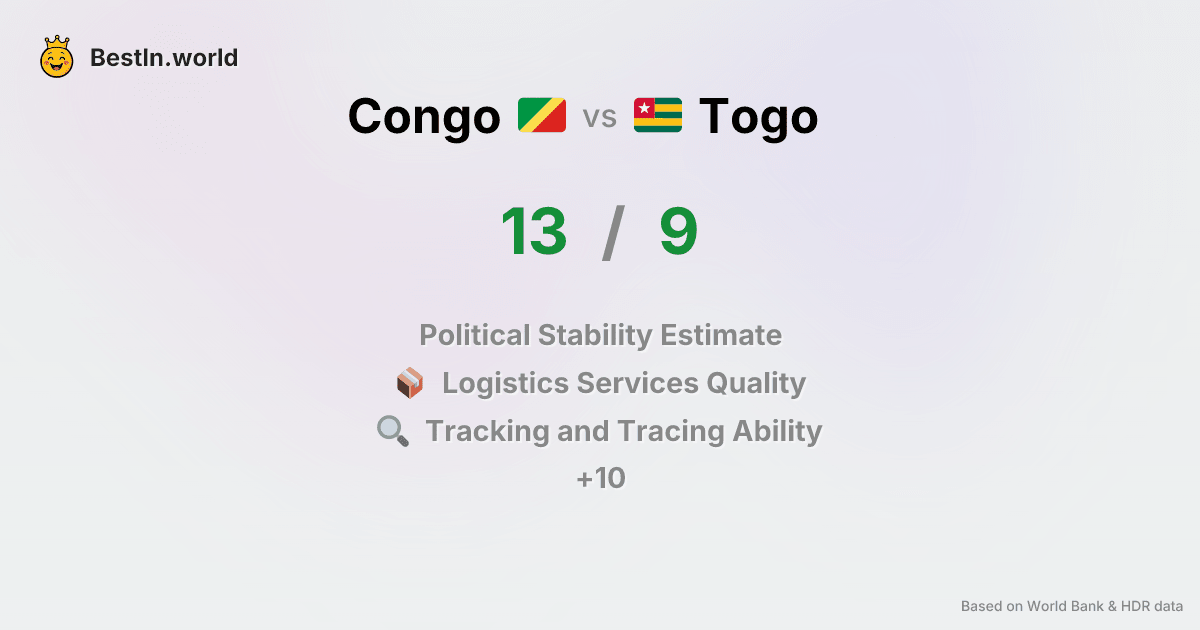 BestIn.world
Congo vs Togo
13 / 9
Political Stability Estimate
Logistics Services Quality
Tracking and Tracing Ability
+10
Based on World Bank & HDR data